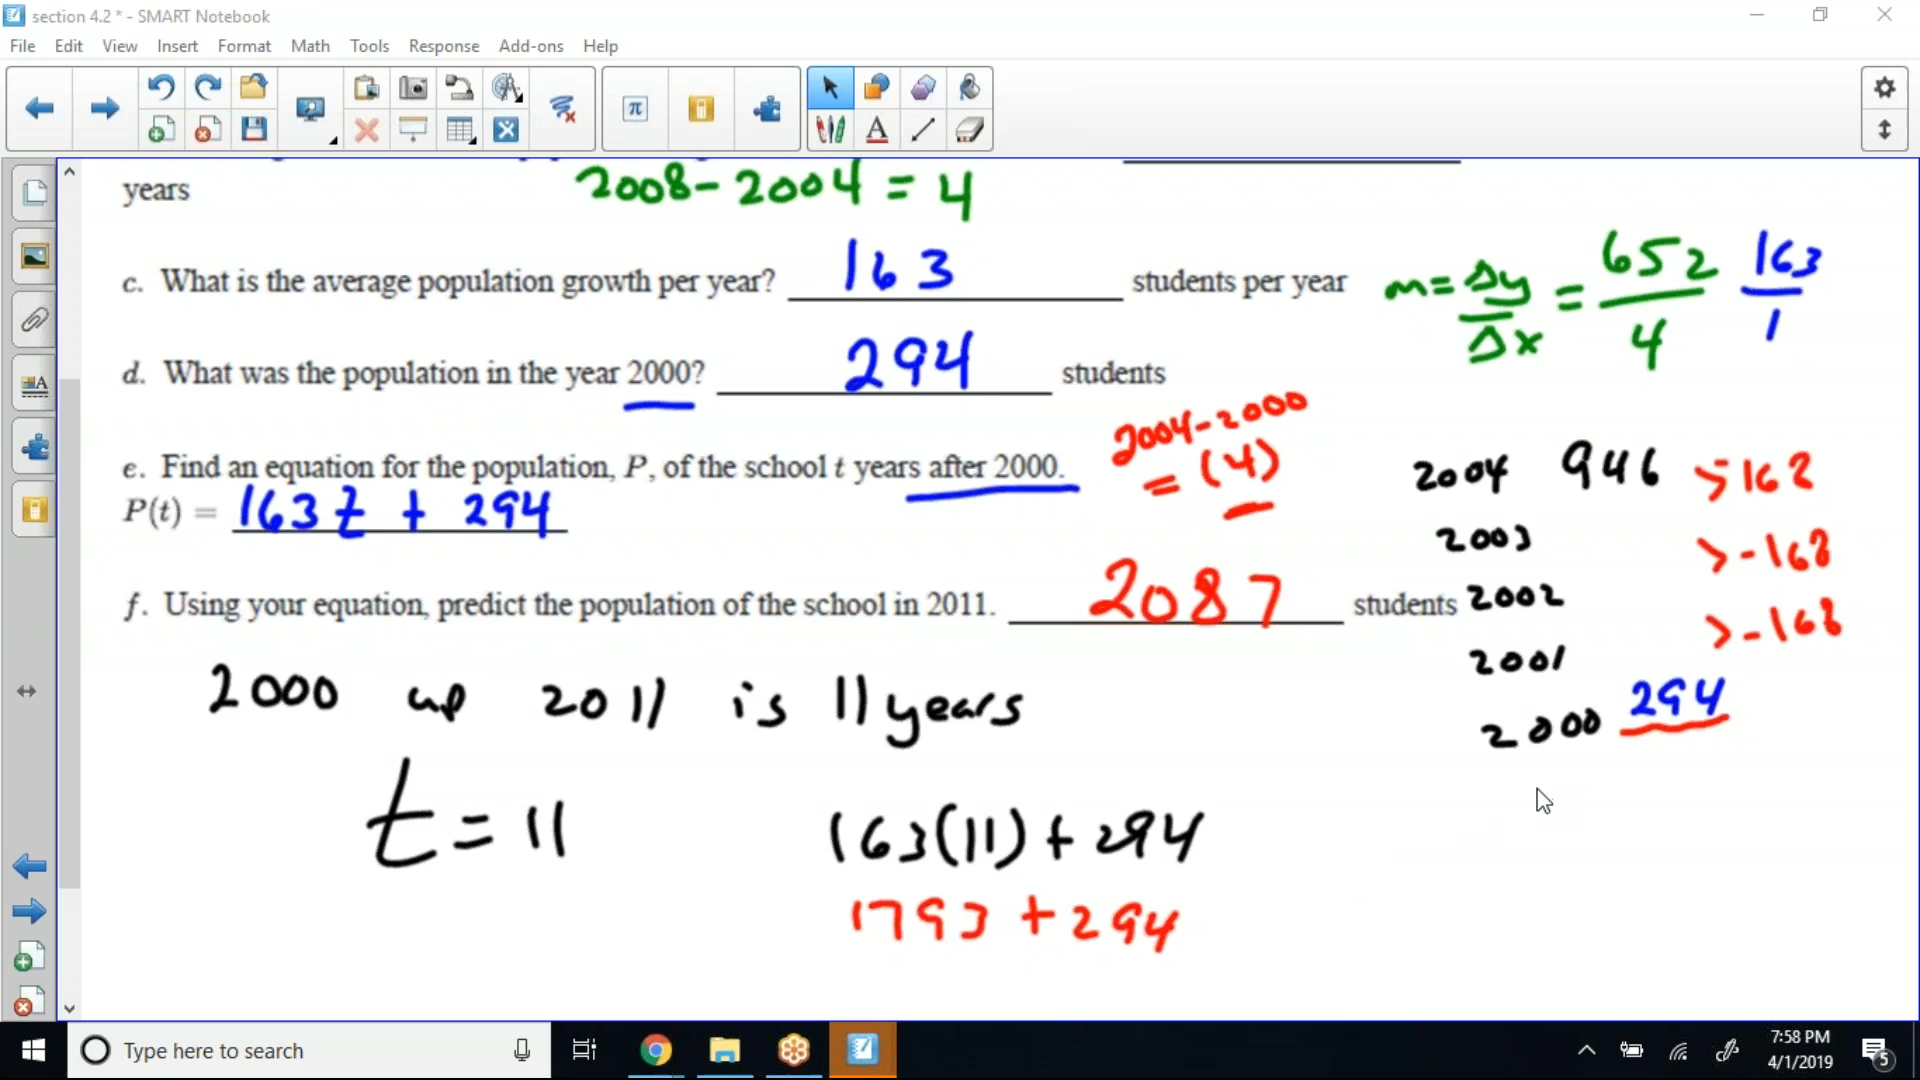 section 4.2 * - SMART Notebook
File Edit View Insert Format Math Tools Response Add-ons Help
years
2008 - 2004 = 4
c. What is the average population growth per year? 163 students per year
m = Δy/Δx = 652/4 163/1
d. What was the population in the year 2000? 294 students
2004-2000
= (4)
e. Find an equation for the population, P, of the school t years after 2000.
P(t) = 163t + 294
2004 946 >168
2003 >-168
2002 >-168
2001
2000 294
f. Using your equation, predict the population of the school in 2011. 2087 students
2000 up 2011 is 11 years
t = 11
163(11) + 294
1793 + 294
Type here to search
7:58 PM
4/1/2019
5